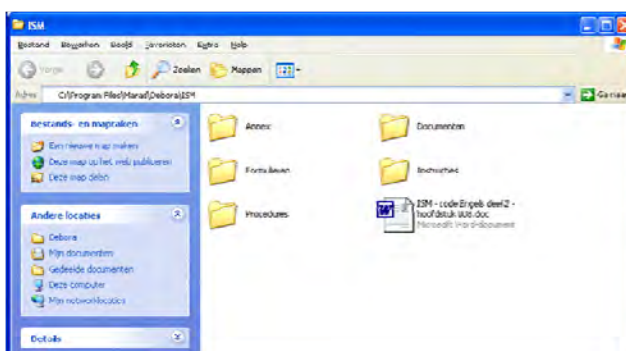 ISM
Bestand Bewerken Beeld Favorieten Extra Help
Vorige Zoeken Mappen
Adres C:\Program Files\Marad\Debora\ISM Ga naar
Bestands- en maptaken
Een nieuwe map maken
Deze map op het web publiceren
Deze map delen
Andere locaties
Debora
Mijn documenten
Gedeelde documenten
Deze computer
Mijn netwerklocaties
Details
Annex
Documenten
Formulieren
Instructies
Procedures
ISM - code Engels deel 2 -
hoofdstuk .doc
Microsoft Word-document